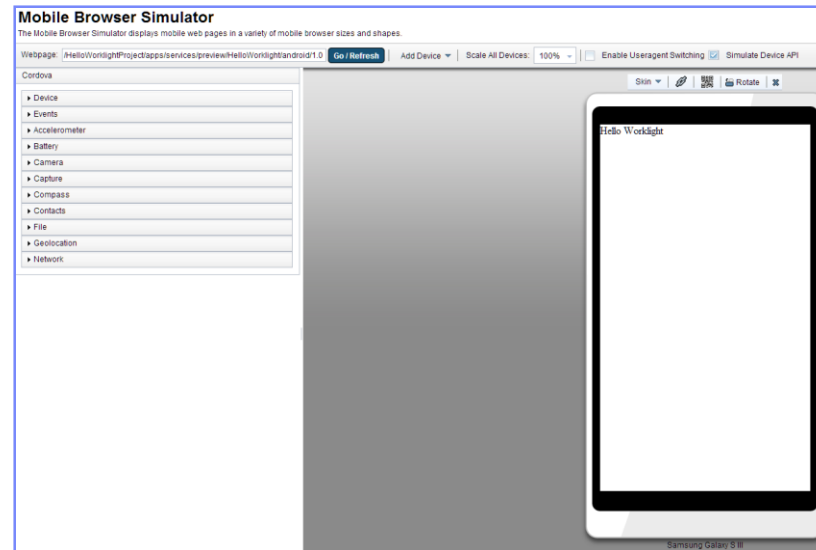 Mobile Browser Simulator
The Mobile Browser Simulator displays mobile web pages in a variety of mobile browser sizes and shapes.
Webpage: /HelloWorklightProject/apps/services/preview/HelloWorklight/android/1.0 Go / Refresh Add Device Scale All Devices: 100% Enable Useragent Switching Simulate Device API
Cordova
Skin Rotate
Device
Events
Accelerometer
Battery
Camera
Capture
Compass
Contacts
File
Geolocation
Network
Hello Worklight
Samsung Galaxy S III